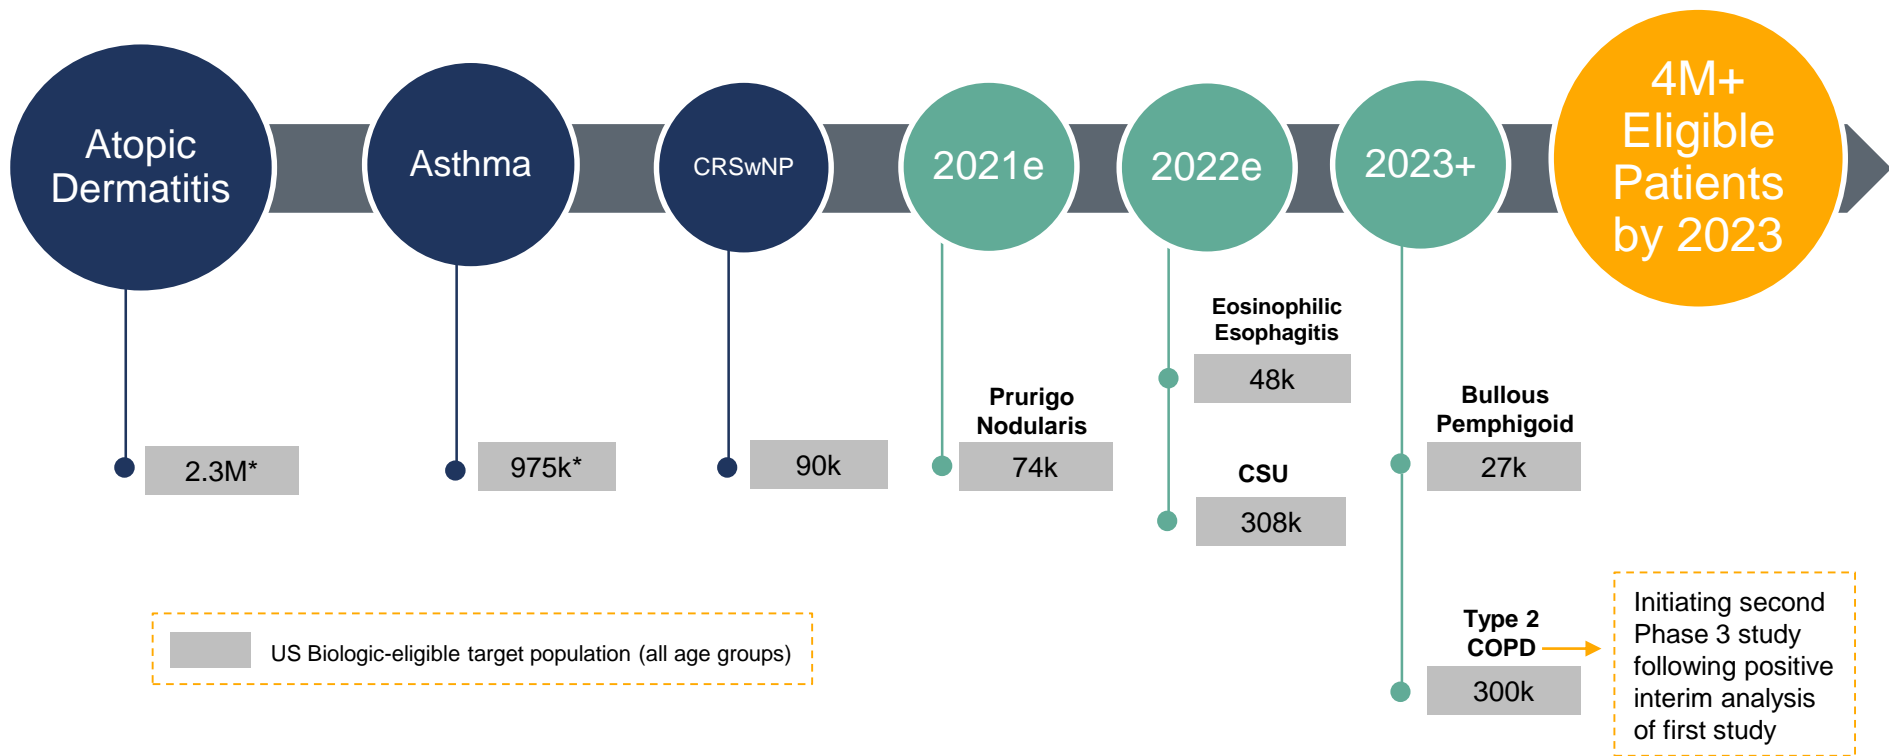 Atopic
Dermatitis
Asthma
CRSwNP
2021e
2022e
2023+
4M+
Eligible
Patients
by 2023
2.3M*
975k*
90k
Prurigo
Nodularis
74k
Eosinophilic
Esophagitis
48k
CSU
308k
Bullous
Pemphigoid
27k
Type 2
COPD
300k
Initiating second
Phase 3 study
following positive
interim analysis
of first study
US Biologic-eligible target population (all age groups)